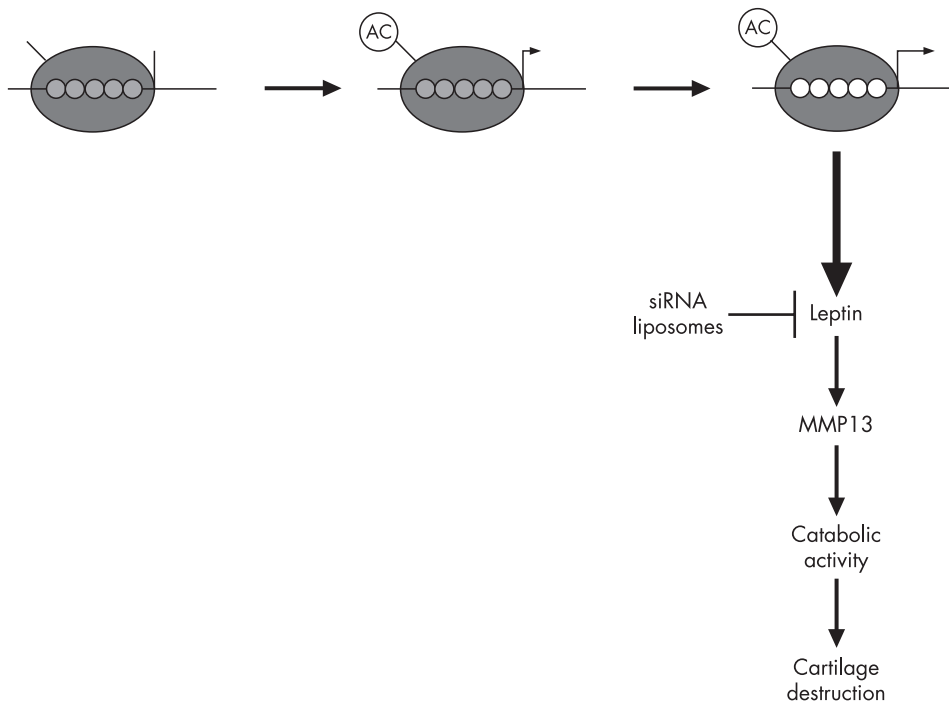 AC
AC
siRNA
liposomes
Leptin
MMP13
Catabolic
activity
Cartilage
destruction